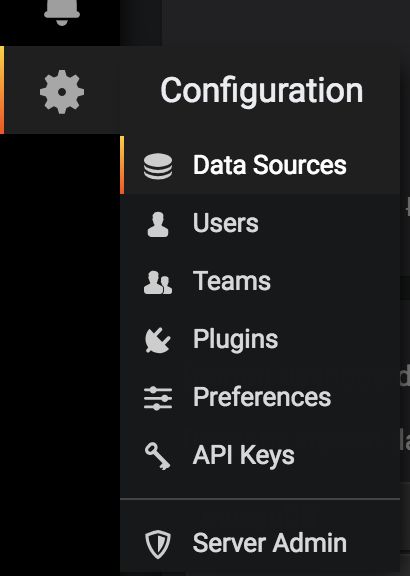 Configuration
Data Sources
Users
Teams
Plugins
Preferences
API Keys
Server Admin